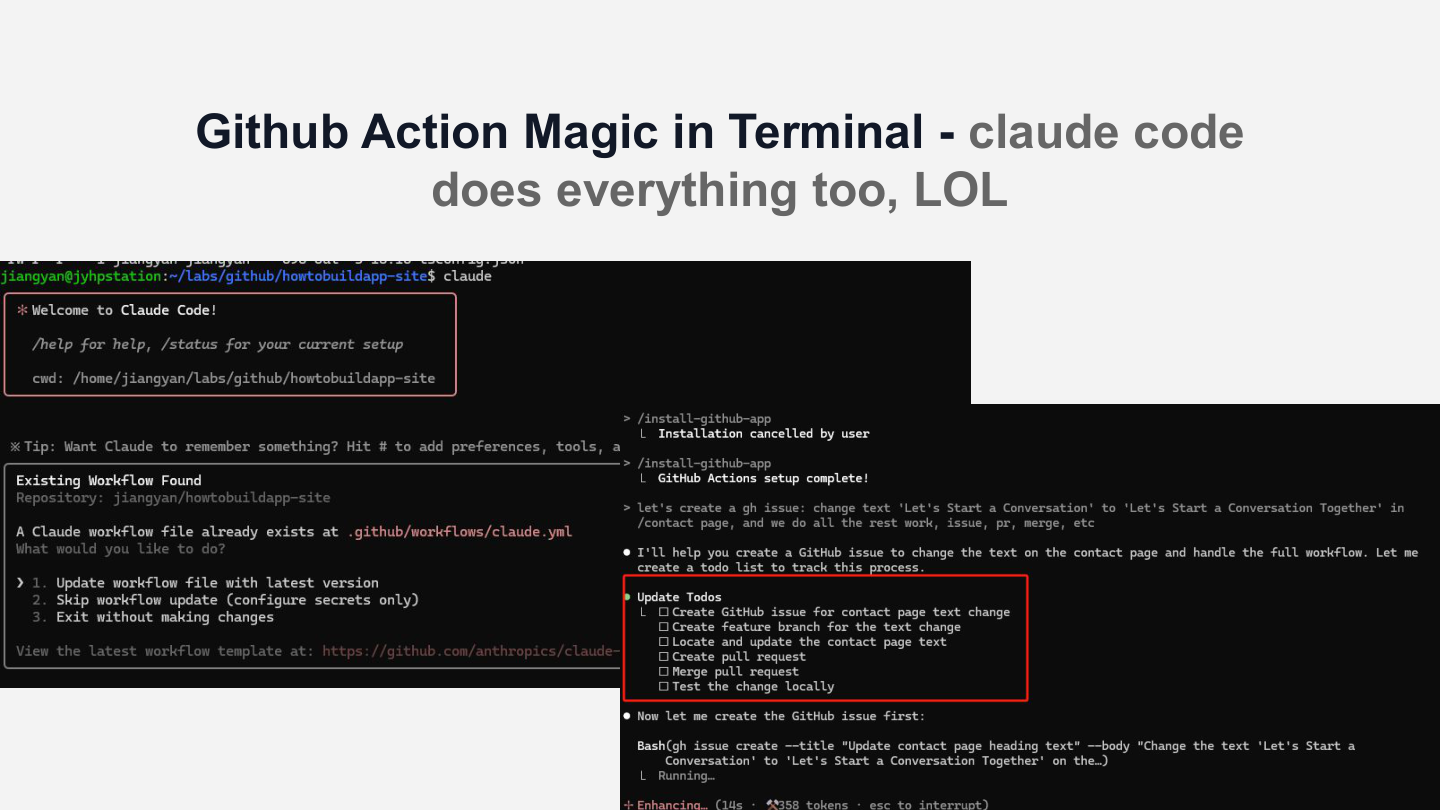 Github Action Magic in Terminal - claude code
does everything too, LOL
jiangyan@jyhpstation:~/labs/github/howtobuildapp-site$ claude
✻ Welcome to Claude Code!
/help for help, /status for your current setup
cwd: /home/jiangyan/labs/github/howtobuildapp-site
※ Tip: Want Claude to remember something? Hit # to add preferences, tools, a
Existing Workflow Found
Repository: jiangyan/howtobuildapp-site
A Claude workflow file already exists at .github/workflows/claude.yml
What would you like to do?
❯ 1. Update workflow file with latest version
2. Skip workflow update (configure secrets only)
3. Exit without making changes
View the latest workflow template at: https://github.com/anthropics/claude-
> /install-github-app
└ Installation cancelled by user
> /install-github-app
└ GitHub Actions setup complete!
> let's create a gh issue: change text 'Let's Start a Conversation' to 'Let's Start a Conversation Together' in
/contact page, and we do all the rest work, issue, pr, merge, etc
● I'll help you create a GitHub issue to change the text on the contact page and handle the full workflow. Let me
create a todo list to track this process.
● Update Todos
└ ☐ Create GitHub issue for contact page text change
☐ Create feature branch for the text change
☐ Locate and update the contact page text
☐ Create pull request
☐ Merge pull request
☐ Test the change locally
● Now let me create the GitHub issue first:
Bash(gh issue create --title "Update contact page heading text" --body "Change the text 'Let's Start a
Conversation' to 'Let's Start a Conversation Together' on the…)
└ Running…
✢ Enhancing… (14s · ⚒ 358 tokens · esc to interrupt)